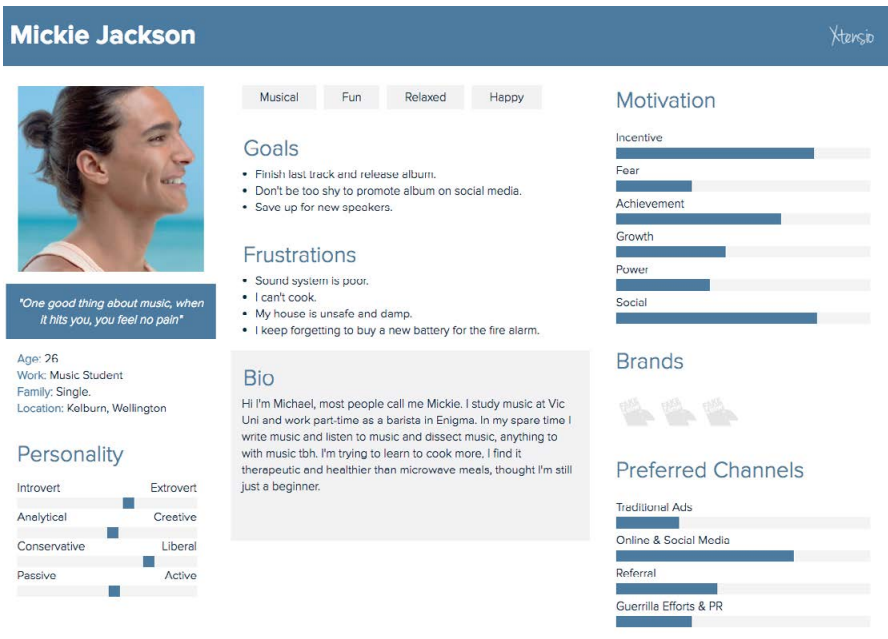 Mickie Jackson
Xtensio
"One good thing about music, when
it hits you, you feel no pain"
Age: 26
Work: Music Student
Family: Single.
Location: Kelburn, Wellington
Personality
Introvert Extrovert
Analytical Creative
Conservative Liberal
Passive Active
Musical Fun Relaxed Happy
Goals
• Finish last track and release album.
• Don't be too shy to promote album on social media.
• Save up for new speakers.
Frustrations
• Sound system is poor.
• I can't cook.
• My house is unsafe and damp.
• I keep forgetting to buy a new battery for the fire alarm.
Bio
Hi I'm Michael, most people call me Mickie. I study music at Vic
Uni and work part-time as a barista in Enigma. In my spare time I
write music and listen to music and dissect music, anything to
with music tbh. I'm trying to learn to cook more, I find it
therapeutic and healthier than microwave meals, thought I'm still
just a beginner.
Motivation
Incentive
Fear
Achievement
Growth
Power
Social
Brands
Preferred Channels
Traditional Ads
Online & Social Media
Referral
Guerrilla Efforts & PR